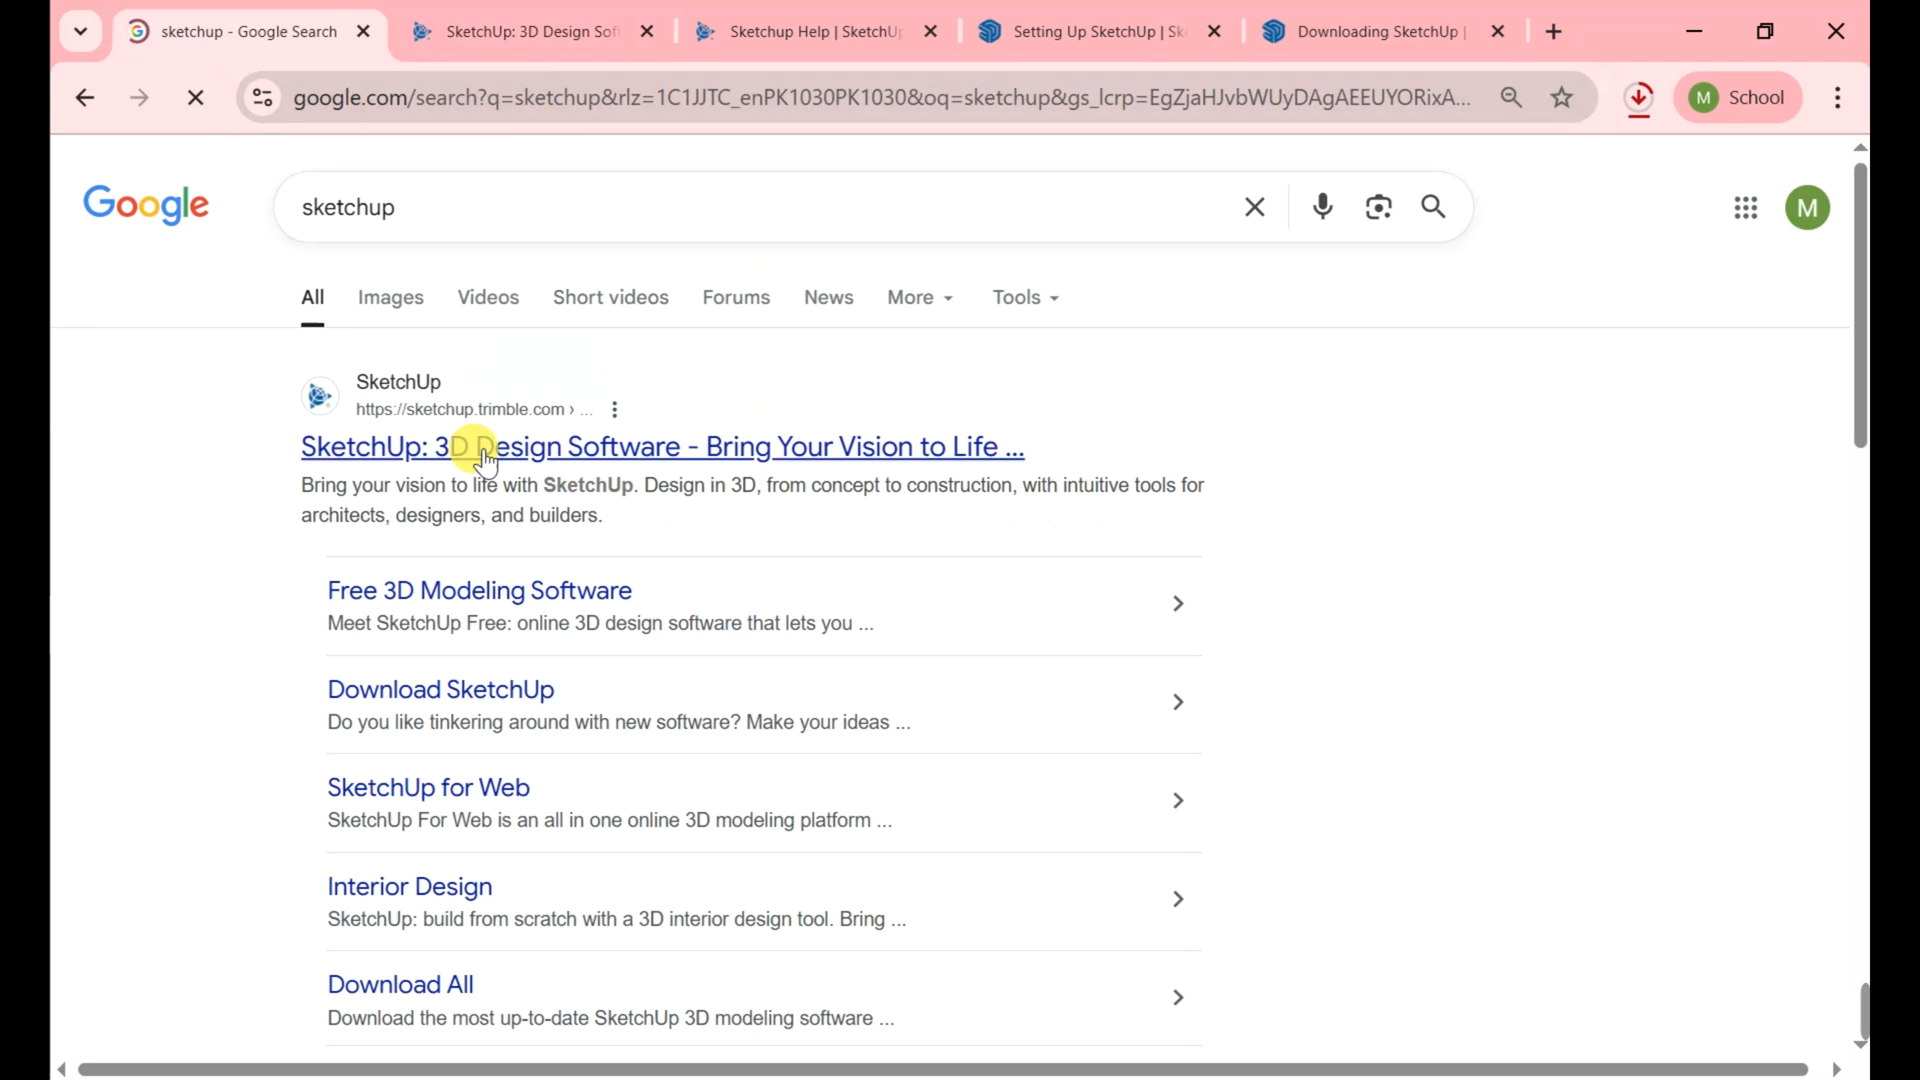 sketchup - Google Search
SketchUp: 3D Design Sof
Sketchup Help | SketchU
Setting Up SketchUp | Sk
Downloading SketchUp |
google.com/search?q=sketchup&rlz=1C1JJTC_enPK1030PK1030&oq=sketchup&gs_lcrp=EgZjaHJvbWUyDAgAEEUYORixA...
M School
Google
sketchup
M
All Images Videos Short videos Forums News More Tools
SketchUp
https://sketchup.trimble.com › ...
SketchUp: 3D Design Software - Bring Your Vision to Life ...
Bring your vision to life with SketchUp. Design in 3D, from concept to construction, with intuitive tools for
architects, designers, and builders.
Free 3D Modeling Software
Meet SketchUp Free: online 3D design software that lets you ...
Download SketchUp
Do you like tinkering around with new software? Make your ideas ...
SketchUp for Web
SketchUp For Web is an all in one online 3D modeling platform ...
Interior Design
SketchUp: build from scratch with a 3D interior design tool. Bring ...
Download All
Download the most up-to-date SketchUp 3D modeling software ...